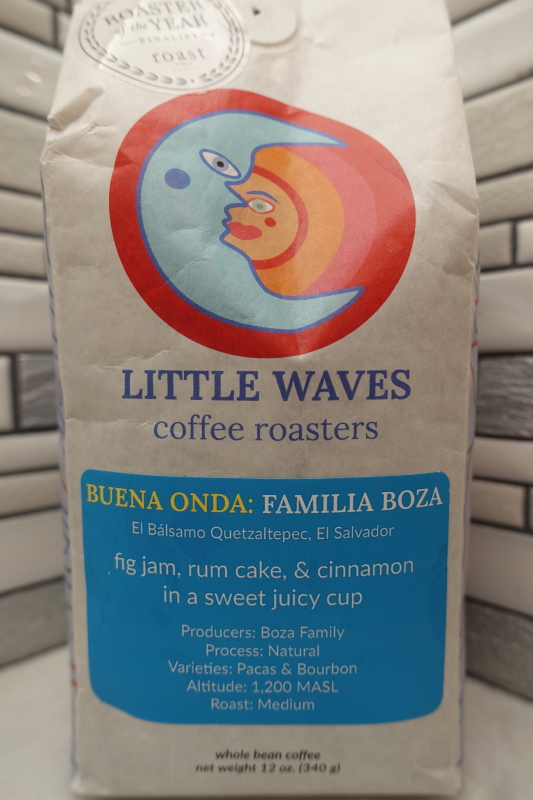 ROASTER
of the YEAR
FINALIST
roast
LITTLE WAVES
coffee roasters
BUENA ONDA: FAMILIA BOZA
El Bálsamo Quetzaltepec, El Salvador
fig jam, rum cake, & cinnamon
in a sweet juicy cup
Producers: Boza Family
Process: Natural
Varieties: Pacas & Bourbon
Altitude: 1,200 MASL
Roast: Medium
whole bean coffee
net weight 12 oz. (340 g)